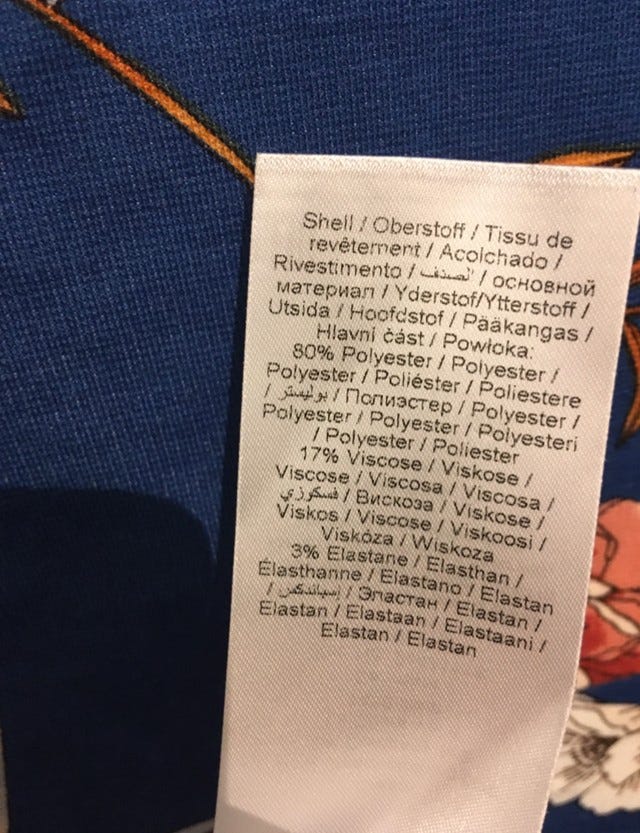 Shell / Oberstoff / Tissu de
revêtement / Acolchado /
Rivestimento / الصدف / основной
материал / Yderstof/Ytterstoff /
Utsida / Hoofdstof / Pääkangas /
Hlavní část / Powłoka:
80% Polyester / Polyester /
Polyester / Poliéster / Poliestere
/ بوليستر / Полиэстер / Polyester /
Polyester / Polyester / Polyesteri
/ Polyester / Poliester
17% Viscose / Viskose /
Viscose / Viscosa / Viscosa /
فسكوزي / Вискоза / Viskose /
Viskos / Viscose / Viskoosi /
Viskóza / Wiskoza
3% Elastane / Elasthan /
Élasthanne / Elastano / Elastan
/ إسباندكس / Эластан / Elastan /
Elastan / Elastaan / Elastaani /
Elastan / Elastan